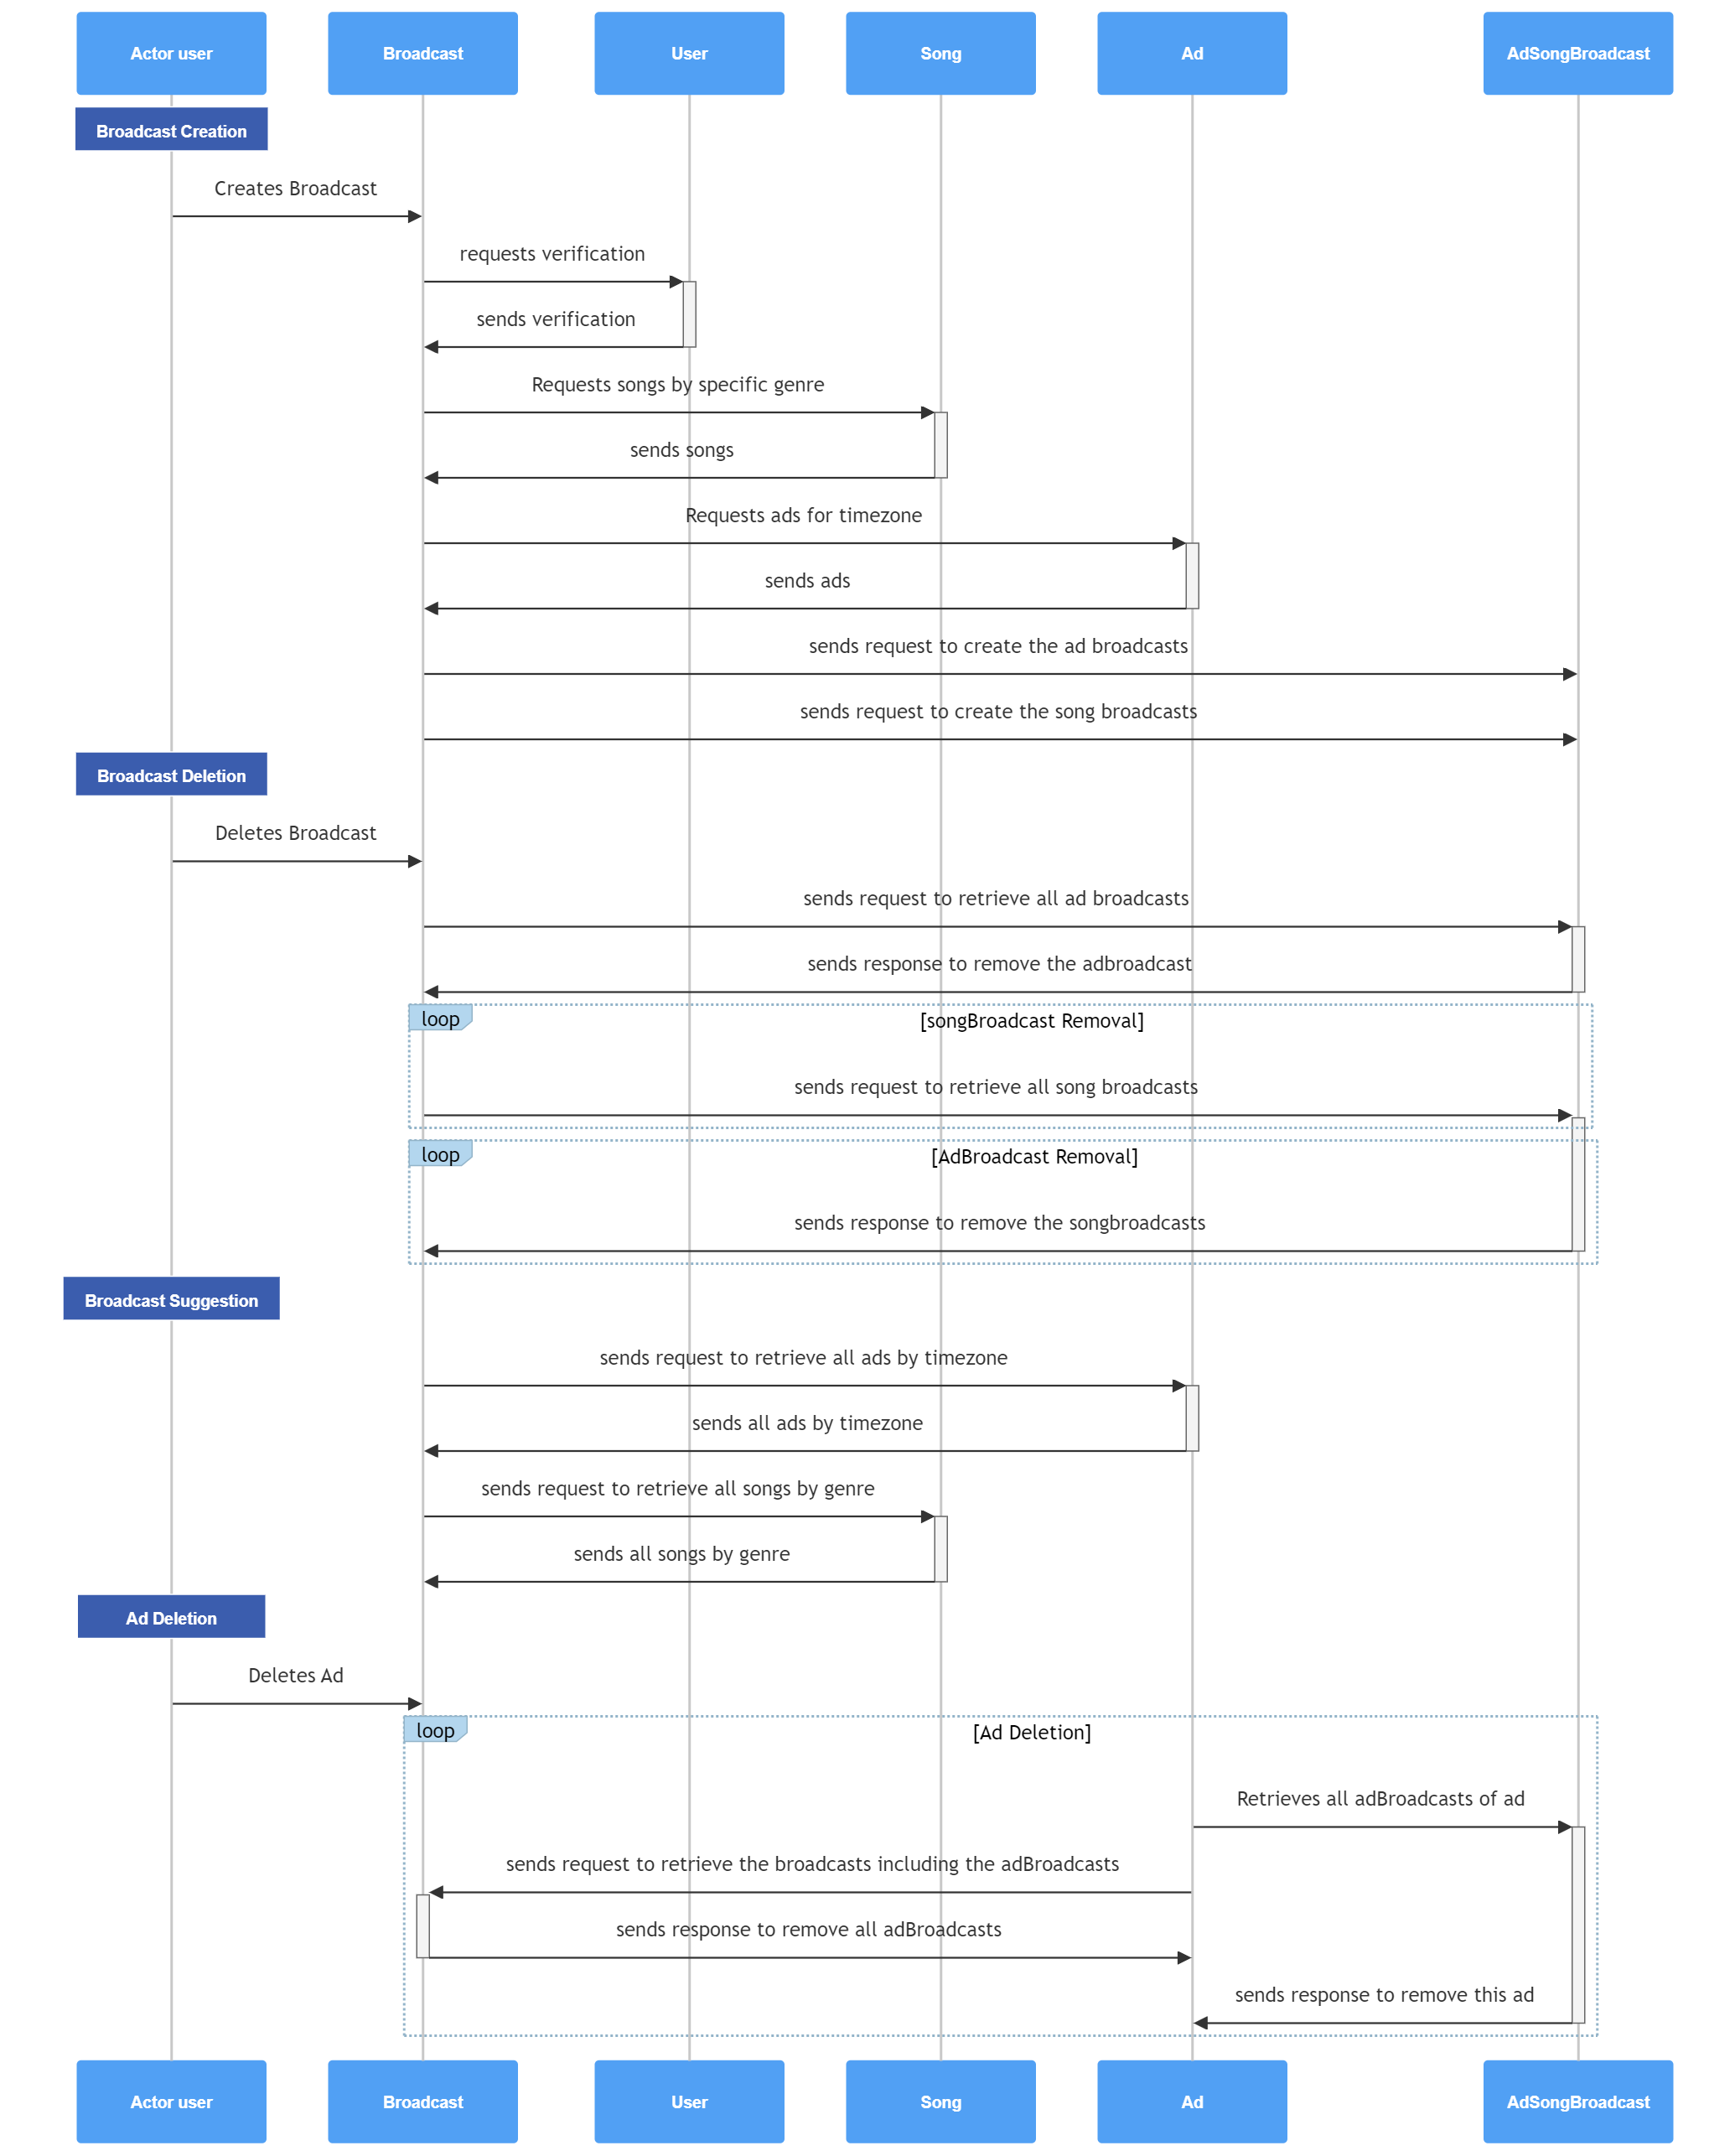 Actor user
Broadcast
User
Song
Ad
AdSongBroadcast
Broadcast Creation
Creates Broadcast
requests verification
sends verification
Requests songs by specific genre
sends songs
Requests ads for timezone
sends ads
sends request to create the ad broadcasts
sends request to create the song broadcasts
Broadcast Deletion
Deletes Broadcast
sends request to retrieve all ad broadcasts
sends response to remove the adbroadcast
loop
[songBroadcast Removal]
sends request to retrieve all song broadcasts
loop
[AdBroadcast Removal]
sends response to remove the songbroadcasts
Broadcast Suggestion
sends request to retrieve all ads by timezone
sends all ads by timezone
sends request to retrieve all songs by genre
sends all songs by genre
Ad Deletion
Deletes Ad
loop
[Ad Deletion]
Retrieves all adBroadcasts of ad
sends request to retrieve the broadcasts including the adBroadcasts
sends response to remove all adBroadcasts
sends response to remove this ad
Actor user
Broadcast
User
Song
Ad
AdSongBroadcast